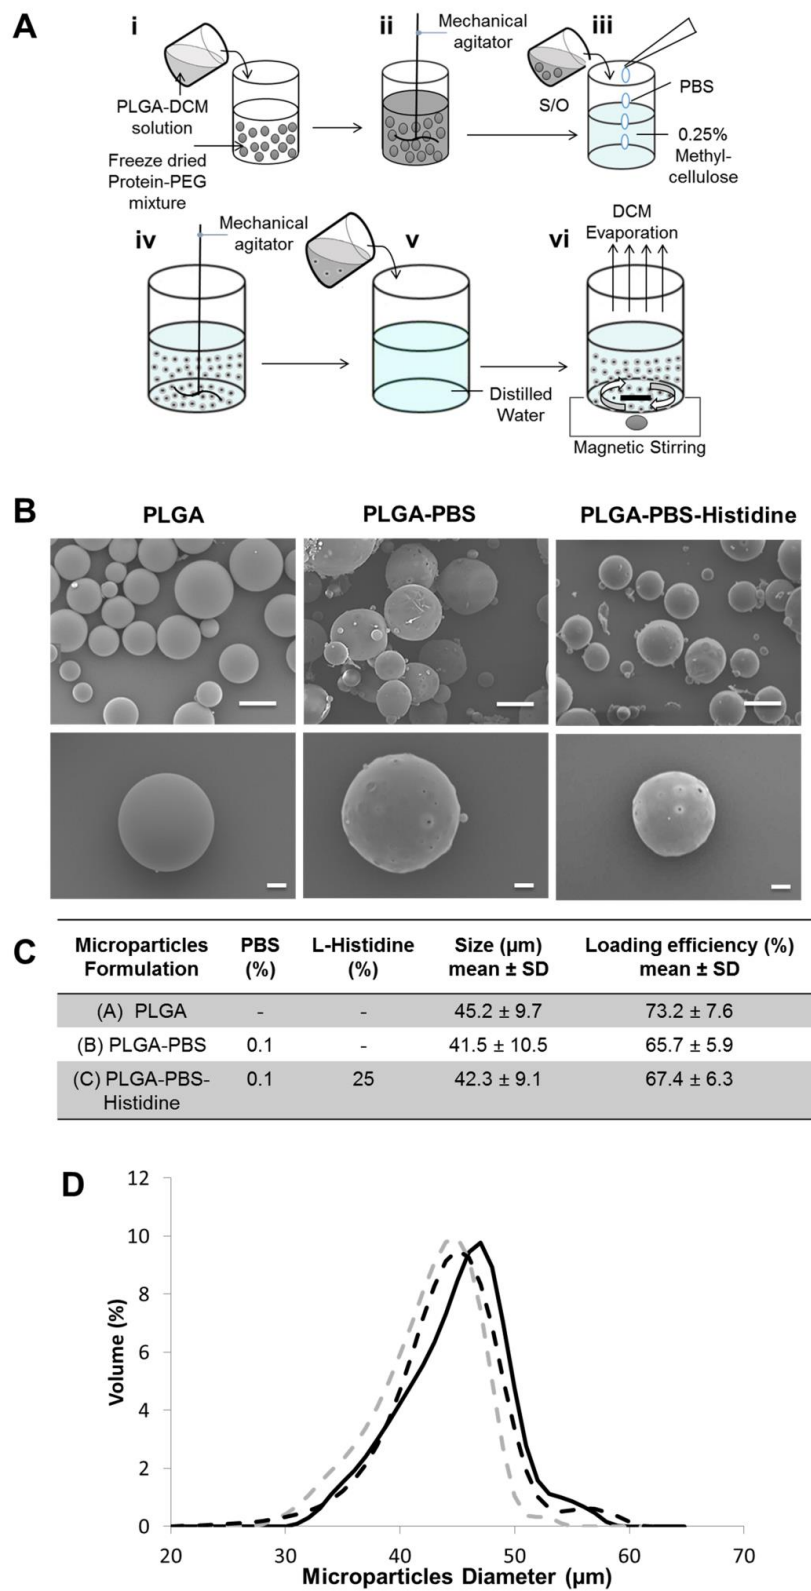 A
i
ii
Mechanical
agitator
iii
PLGA-DCM
solution
Freeze dried
Protein-PEG
mixture
S/O
PBS
0.25%
Methyl-
cellulose
iv
Mechanical
agitator
v
vi
DCM
Evaporation
Distilled
Water
Magnetic Stirring
B
PLGA
PLGA-PBS
PLGA-PBS-Histidine
C
Microparticles Formulation PBS (%) L-Histidine (%) Size (µm) mean ± SD Loading efficiency (%) mean ± SD
(A) PLGA - - 45.2 ± 9.7 73.2 ± 7.6
(B) PLGA-PBS 0.1 - 41.5 ± 10.5 65.7 ± 5.9
(C) PLGA-PBS- 0.1 25 42.3 ± 9.1 67.4 ± 6.3
Histidine
D
Volume (%)
12
10
8
6
4
2
0
20 30 40 50 60 70
Microparticles Diameter (µm)